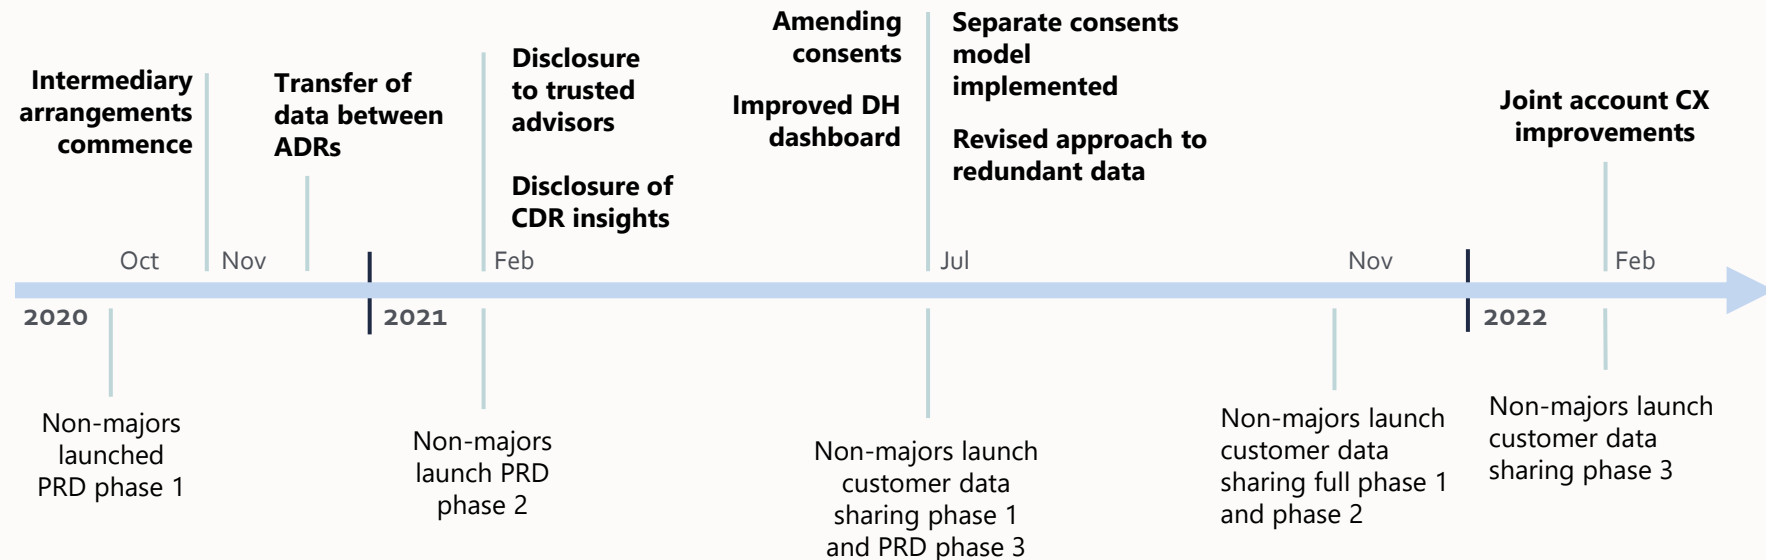 Intermediary
arrangements
commence
Transfer of
data between
ADRs
Disclosure
to trusted
advisors
Disclosure of
CDR insights
Amending
consents
Improved DH
dashboard
Separate consents
model
implemented
Revised approach to
redundant data
Joint account CX
improvements
Oct
Nov
Feb
Jul
Nov
Feb
2020
2021
2022
Non-majors
launched
PRD phase 1
Non-majors
launch PRD
phase 2
Non-majors launch
customer data
sharing phase 1
and PRD phase 3
Non-majors launch
customer data
sharing full phase 1
and phase 2
Non-majors launch
customer data
sharing phase 3